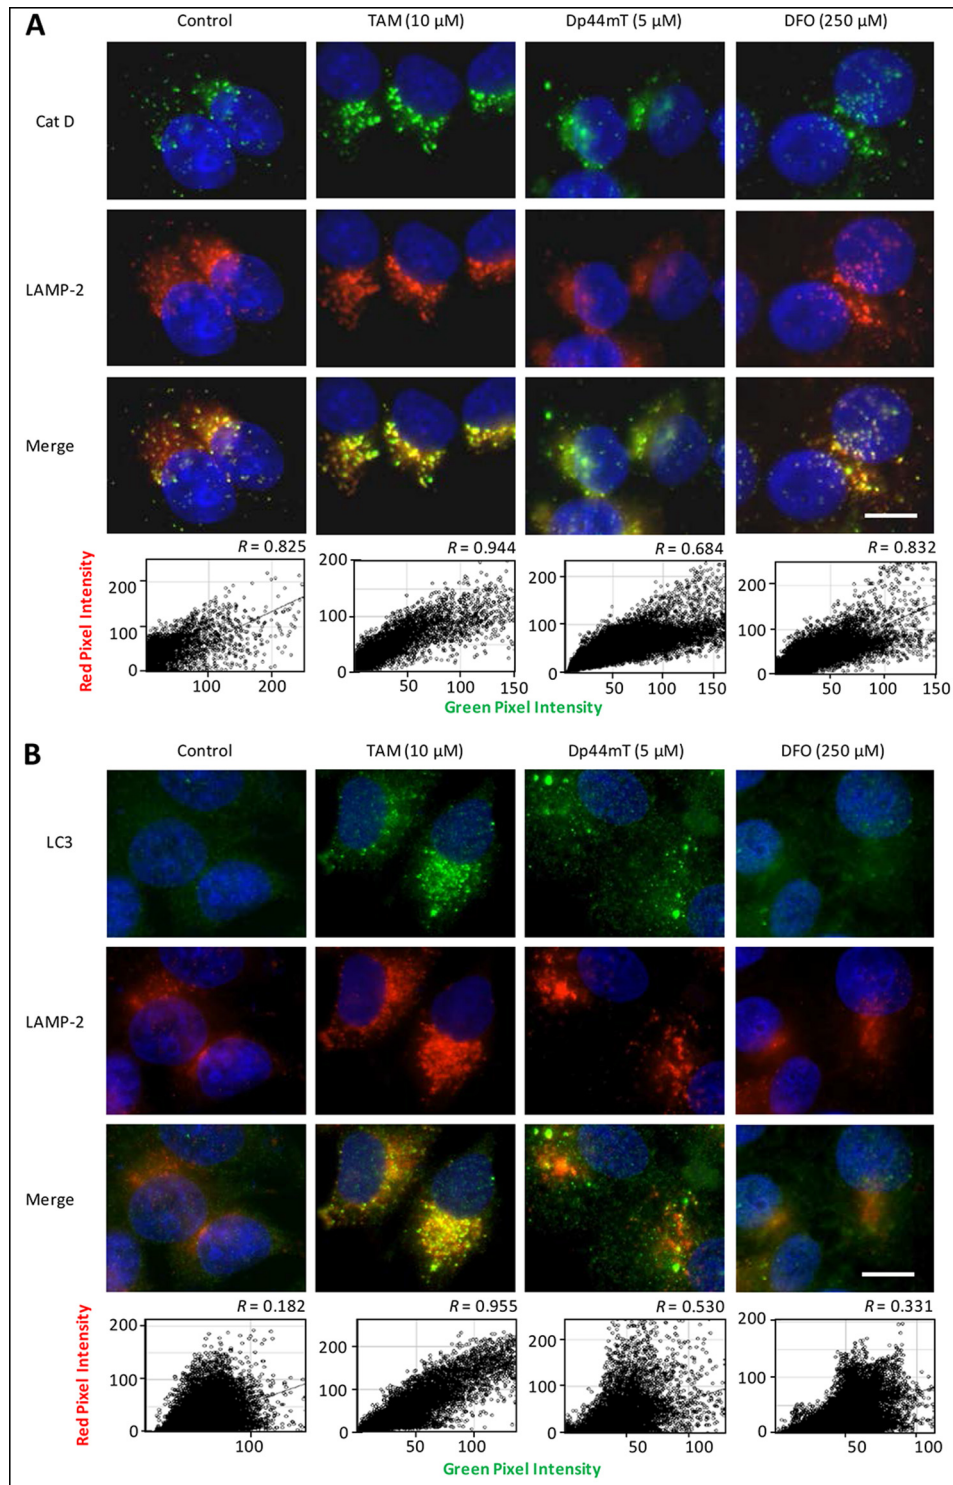 A
Control TAM (10 µM) Dp44mT (5 µM) DFO (250 µM)
Cat D
LAMP-2
Merge
R = 0.825 R = 0.944 R = 0.684 R = 0.832
Red Pixel Intensity
200 100 0
200 100 0
200 100 0
200 100 0
100 200
50 100 150
50 100 150
50 100 150
Green Pixel Intensity
B
Control TAM (10 µM) Dp44mT (5 µM) DFO (250 µM)
LC3
LAMP-2
Merge
R = 0.182 R = 0.955 R = 0.530 R = 0.331
Red Pixel Intensity
200 100 0
200 100 0
200 100 0
200 100 0
100
50 100
50 100
50 100
Green Pixel Intensity